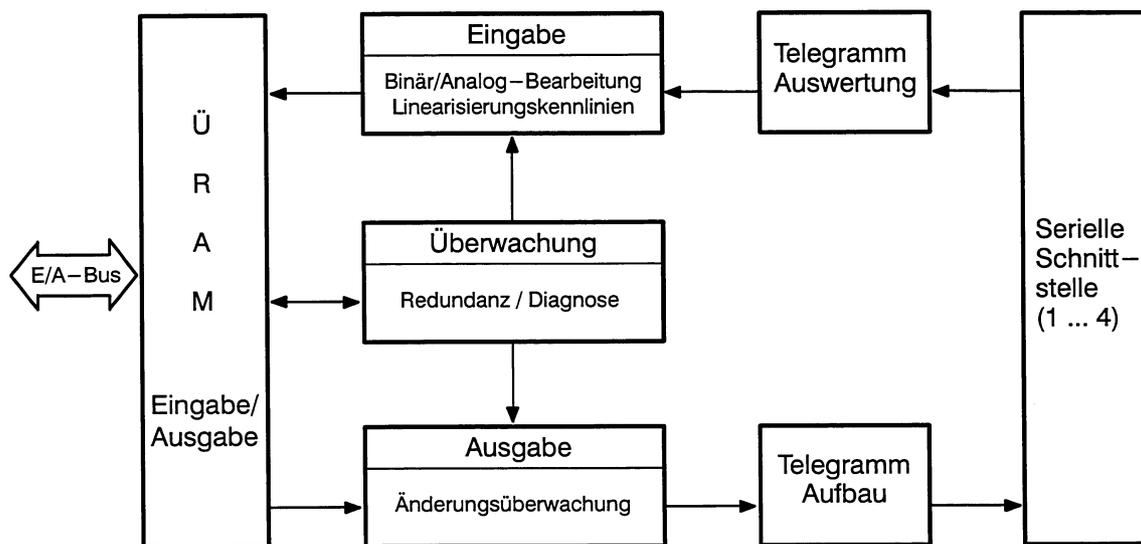 Eingabe
Binär/Analog–Bearbeitung
Linearisierungskennlinien
Telegramm
Auswertung
Ü
R
A
M
Eingabe/
Ausgabe
E/A–Bus
Überwachung
Redundanz / Diagnose
Serielle
Schnitt–
stelle
(1 ... 4)
Ausgabe
Änderungsüberwachung
Telegramm
Aufbau